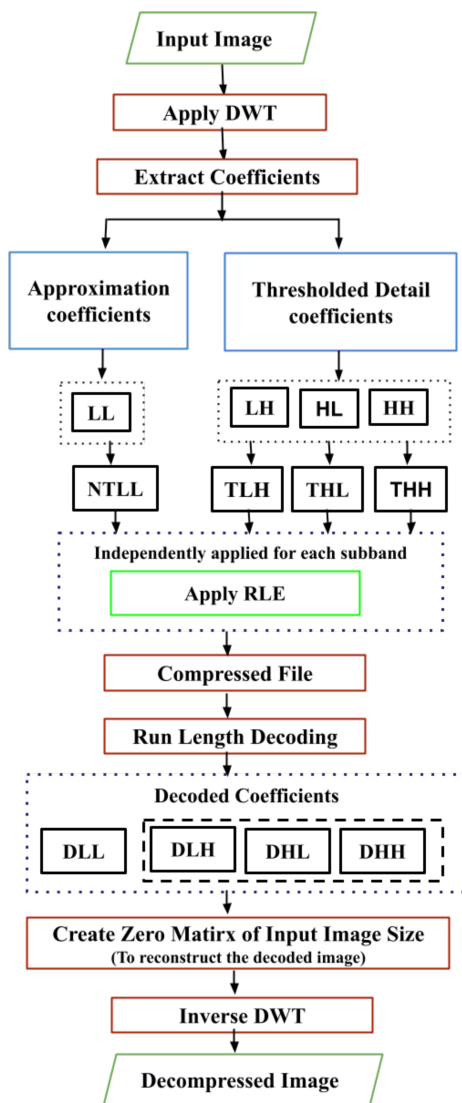 Input Image
Apply DWT
Extract Coefficients
Approximation
coefficients
Thresholded Detail
coefficients
LL
LH
HL
HH
NTLL
TLH
THL
THH
Independently applied for each subband
Apply RLE
Compressed File
Run Length Decoding
Decoded Coefficients
DLL
DLH
DHL
DHH
Create Zero Matirx of Input Image Size
(To reconstruct the decoded image)
Inverse DWT
Decompressed Image